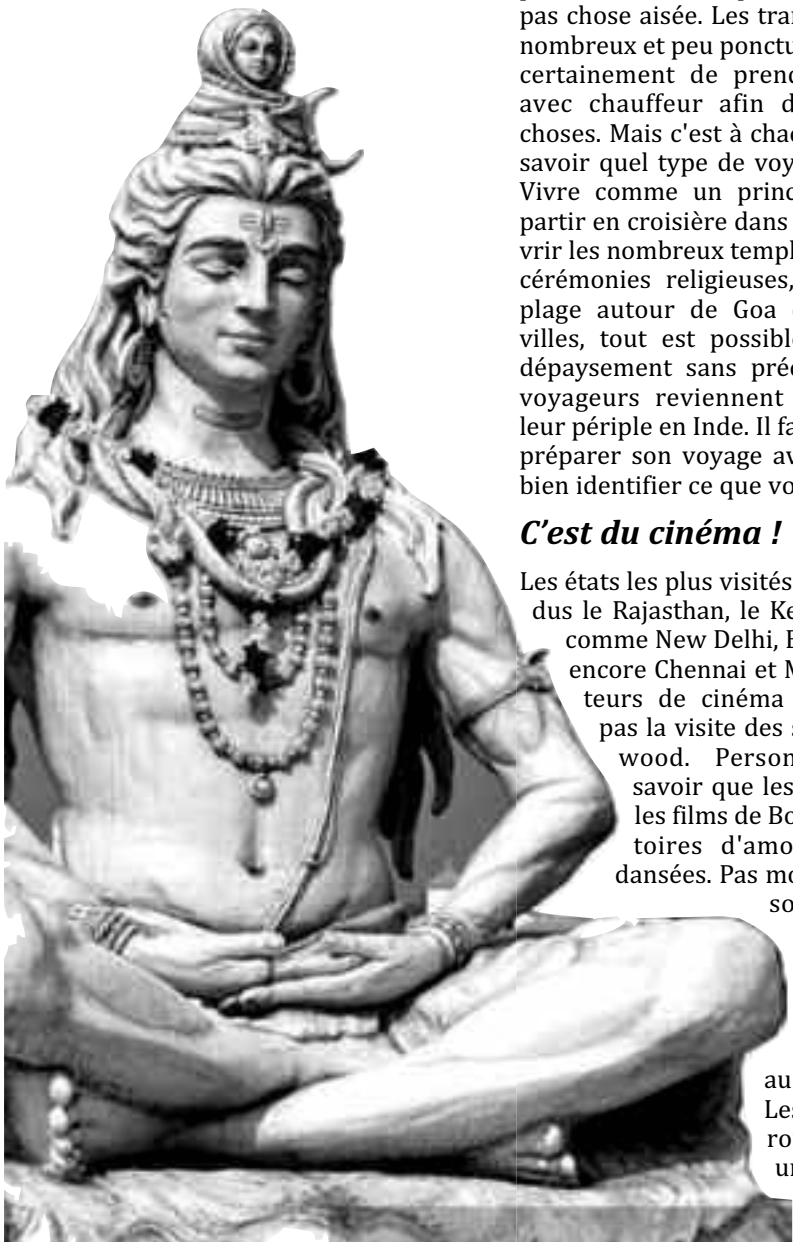 pas chose aisée. Les tra
nombreux et peu ponctu
certainement de prend
avec chauffeur afin d
choses. Mais c'est à chac
savoir quel type de voy
Vivre comme un princ
partir en croisière dans
vrir les nombreux templ
cérémonies religieuses,
plage autour de Goa
villes, tout est possibl
dépaysement sans préc
voyageurs reviennent
leur périple en Inde. Il fa
préparer son voyage av
bien identifier ce que vo
C'est du cinéma !
Les états les plus visités
dus le Rajasthan, le Ke
comme New Delhi, B
encore Chennai et M
teurs de cinéma
pas la visite des s
wood. Person
savoir que les
les films de Bo
toires d'amo
dansées. Pas mo
so
au
Les
ro
un